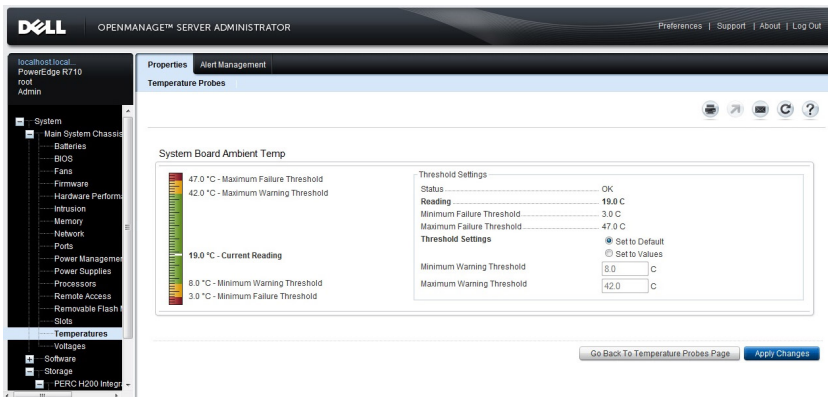 DELL
OPENMANAGE™ SERVER ADMINISTRATOR
Preferences | Support | About | Log Out
localhost.local...
PowerEdge R710
root
Admin
Properties Alert Management
Temperature Probes
System
Main System Chassis
Batteries
BIOS
Fans
Firmware
Hardware Performa
Intrusion
Memory
Network
Ports
Power Managemen
Power Supplies
Processors
Remote Access
Removable Flash M
Slots
Temperatures
Voltages
Software
Storage
PERC H200 Integra
System Board Ambient Temp
47.0 °C - Maximum Failure Threshold
42.0 °C - Maximum Warning Threshold
19.0 °C - Current Reading
8.0 °C - Minimum Warning Threshold
3.0 °C - Minimum Failure Threshold
Threshold Settings
Status OK
Reading 19.0 C
Minimum Failure Threshold 3.0 C
Maximum Failure Threshold 47.0 C
Threshold Settings Set to Default
Set to Values
Minimum Warning Threshold 8.0 C
Maximum Warning Threshold 42.0 C
Go Back To Temperature Probes Page Apply Changes